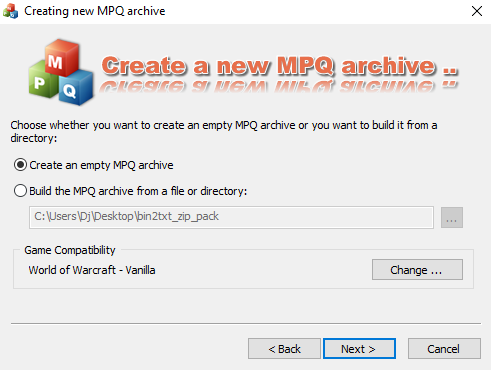 Creating new MPQ archive
M
P Q
Create a new MPQ archive ..
Choose whether you want to create an empty MPQ archive or you want to build it from a
directory:
Create an empty MPQ archive
Build the MPQ archive from a file or directory:
C:\Users\Dj\Desktop\bin2txt_zip_pack
...
Game Compatibility
World of Warcraft - Vanilla
Change ...
< Back
Next >
Cancel